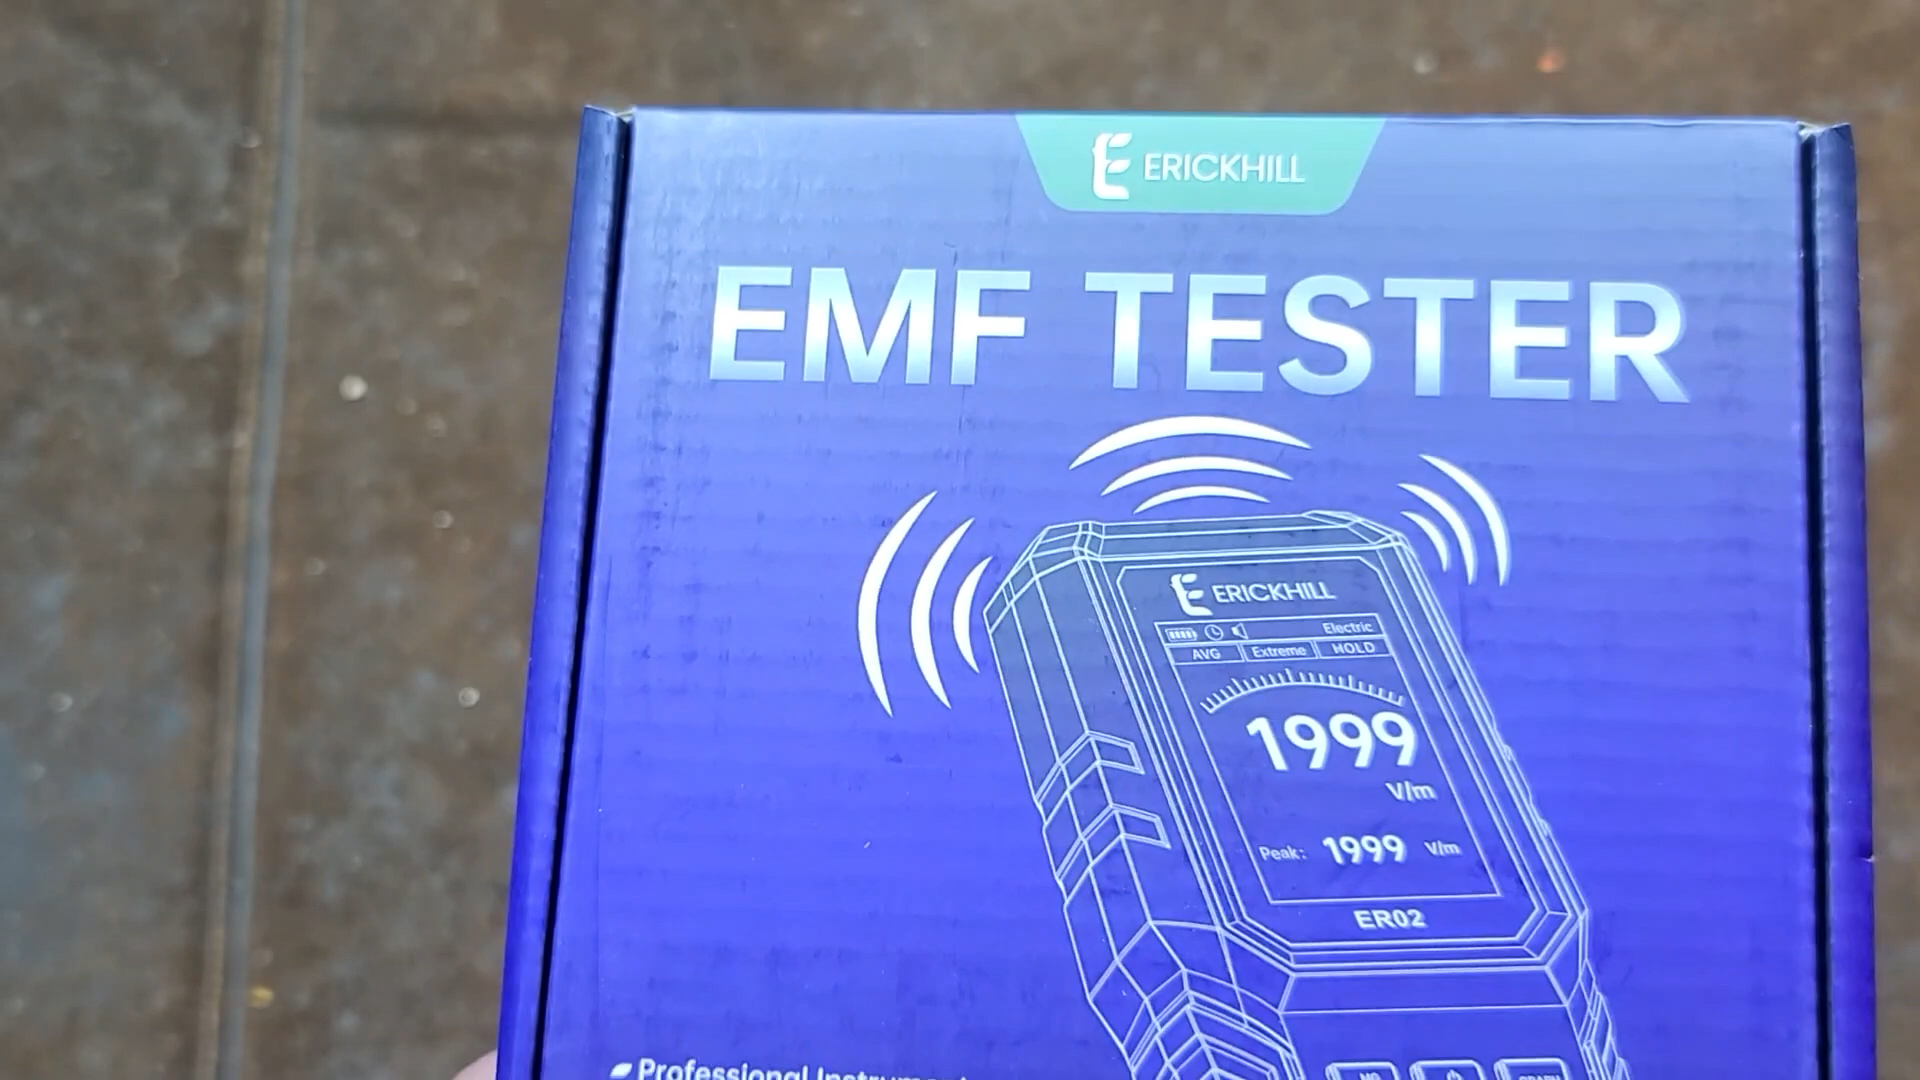 ERICKHILL
EMF TESTER
ERICKHILL
Electric
AVG Extreme HOLD
1999
V/m
Peak: 1999 V/m
ER02
Professional